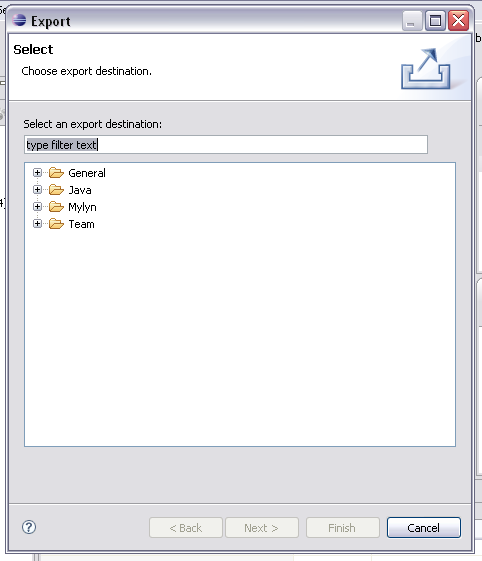 Export
Select
Choose export destination.
Select an export destination:
type filter text
General
Java
Mylyn
Team
< Back
Next >
Finish
Cancel